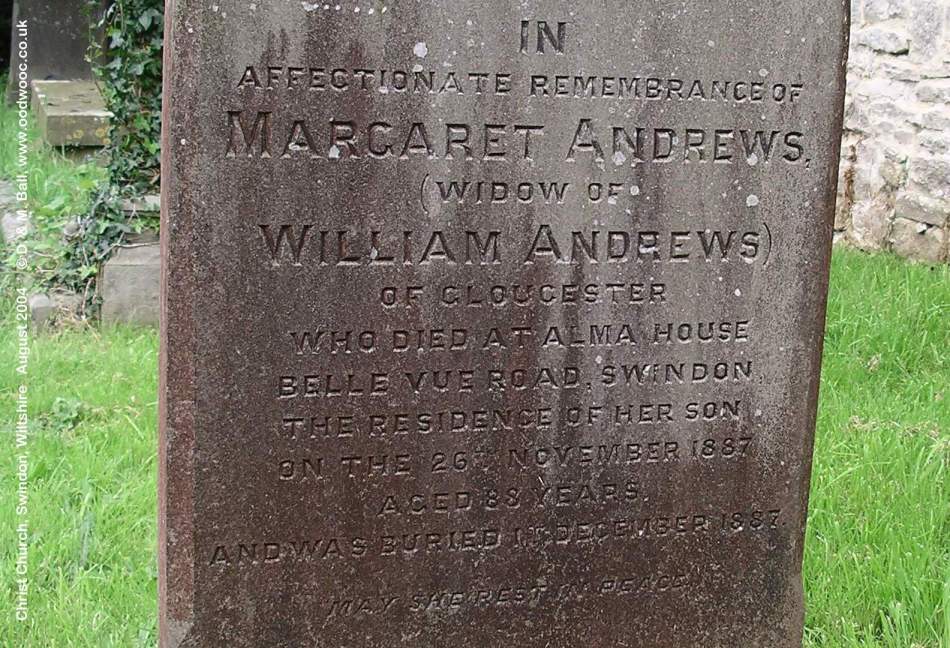 IN
AFFECTIONATE REMEMBRANCE OF
MARGARET ANDREWS,
(WIDOW OF
WILLIAM ANDREWS)
OF GLOUCESTER
WHO DIED AT ALMA HOUSE
BELLE VUE ROAD, SWINDON,
THE RESIDENCE OF HER SON
ON THE 26TH NOVEMBER 1887
AGED 88 YEARS.
AND WAS BURIED 1ST DECEMBER 1887.
MAY SHE REST IN PEACE
Christ Church, Swindon, Wiltshire August 2004 © D. & M. Ball, www.oodwooc.co.uk